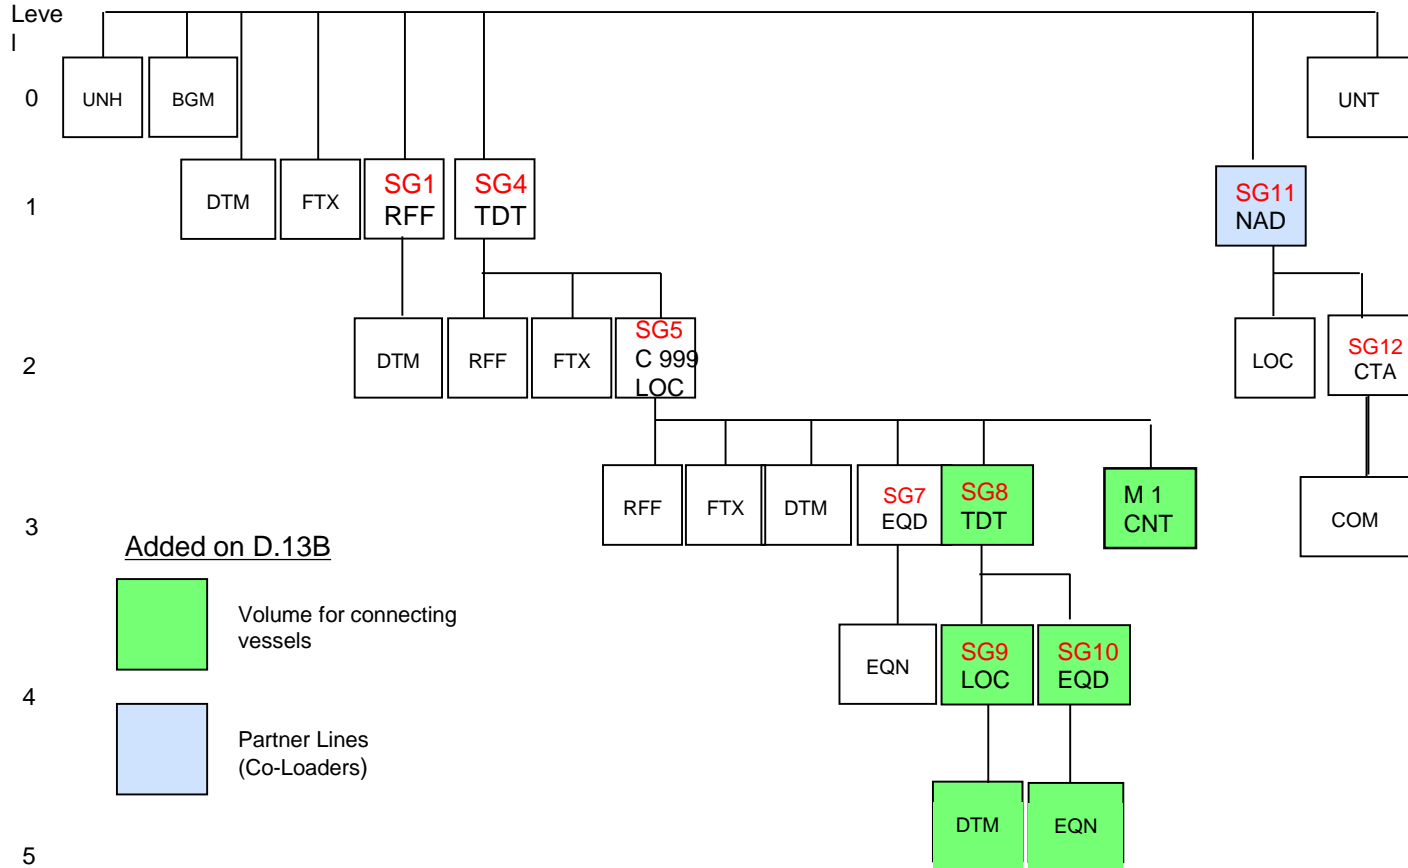 Leve
l
0
UNH
BGM
UNT
1
DTM
FTX
SG1
RFF
SG4
TDT
SG11
NAD
2
DTM
RFF
FTX
SG5
C 999
LOC
LOC
SG12
CTA
3
RFF
FTX
DTM
SG7
EQD
SG8
TDT
M 1
CNT
COM
Added on D.13B
Volume for connecting
vessels
4
EQN
SG9
LOC
SG10
EQD
Partner Lines
(Co-Loaders)
5
DTM
EQN